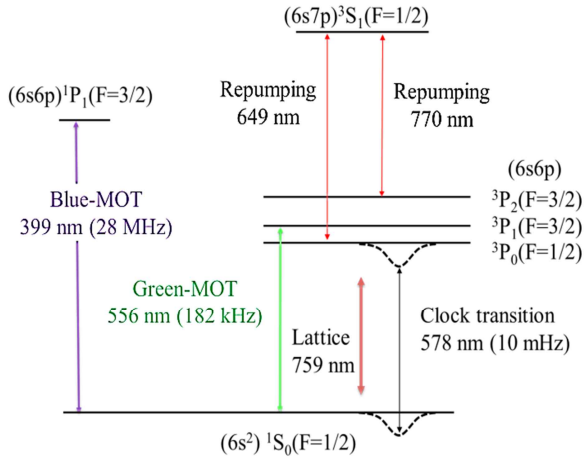 (6s7p)³S₁(F=1/2)
(6s6p)¹P₁(F=3/2)
Repumping
649 nm
Repumping
770 nm
(6s6p)
³P₂(F=3/2)
³P₁(F=3/2)
³P₀(F=1/2)
Blue-MOT
399 nm (28 MHz)
Green-MOT
556 nm (182 kHz)
Lattice
759 nm
Clock transition
578 nm (10 mHz)
(6s²) ¹S₀(F=1/2)